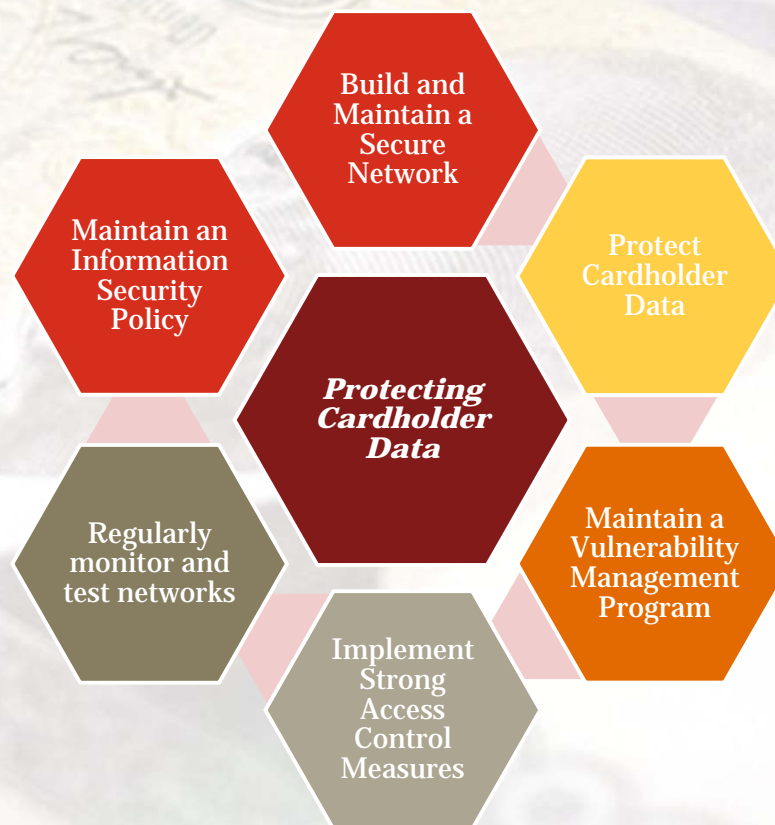 Build and
Maintain a
Secure
Network
Protect
Cardholder
Data
Maintain a
Vulnerability
Management
Program
Implement
Strong
Access
Control
Measures
Regularly
monitor and
test networks
Maintain an
Information
Security
Policy
Protecting
Cardholder
Data